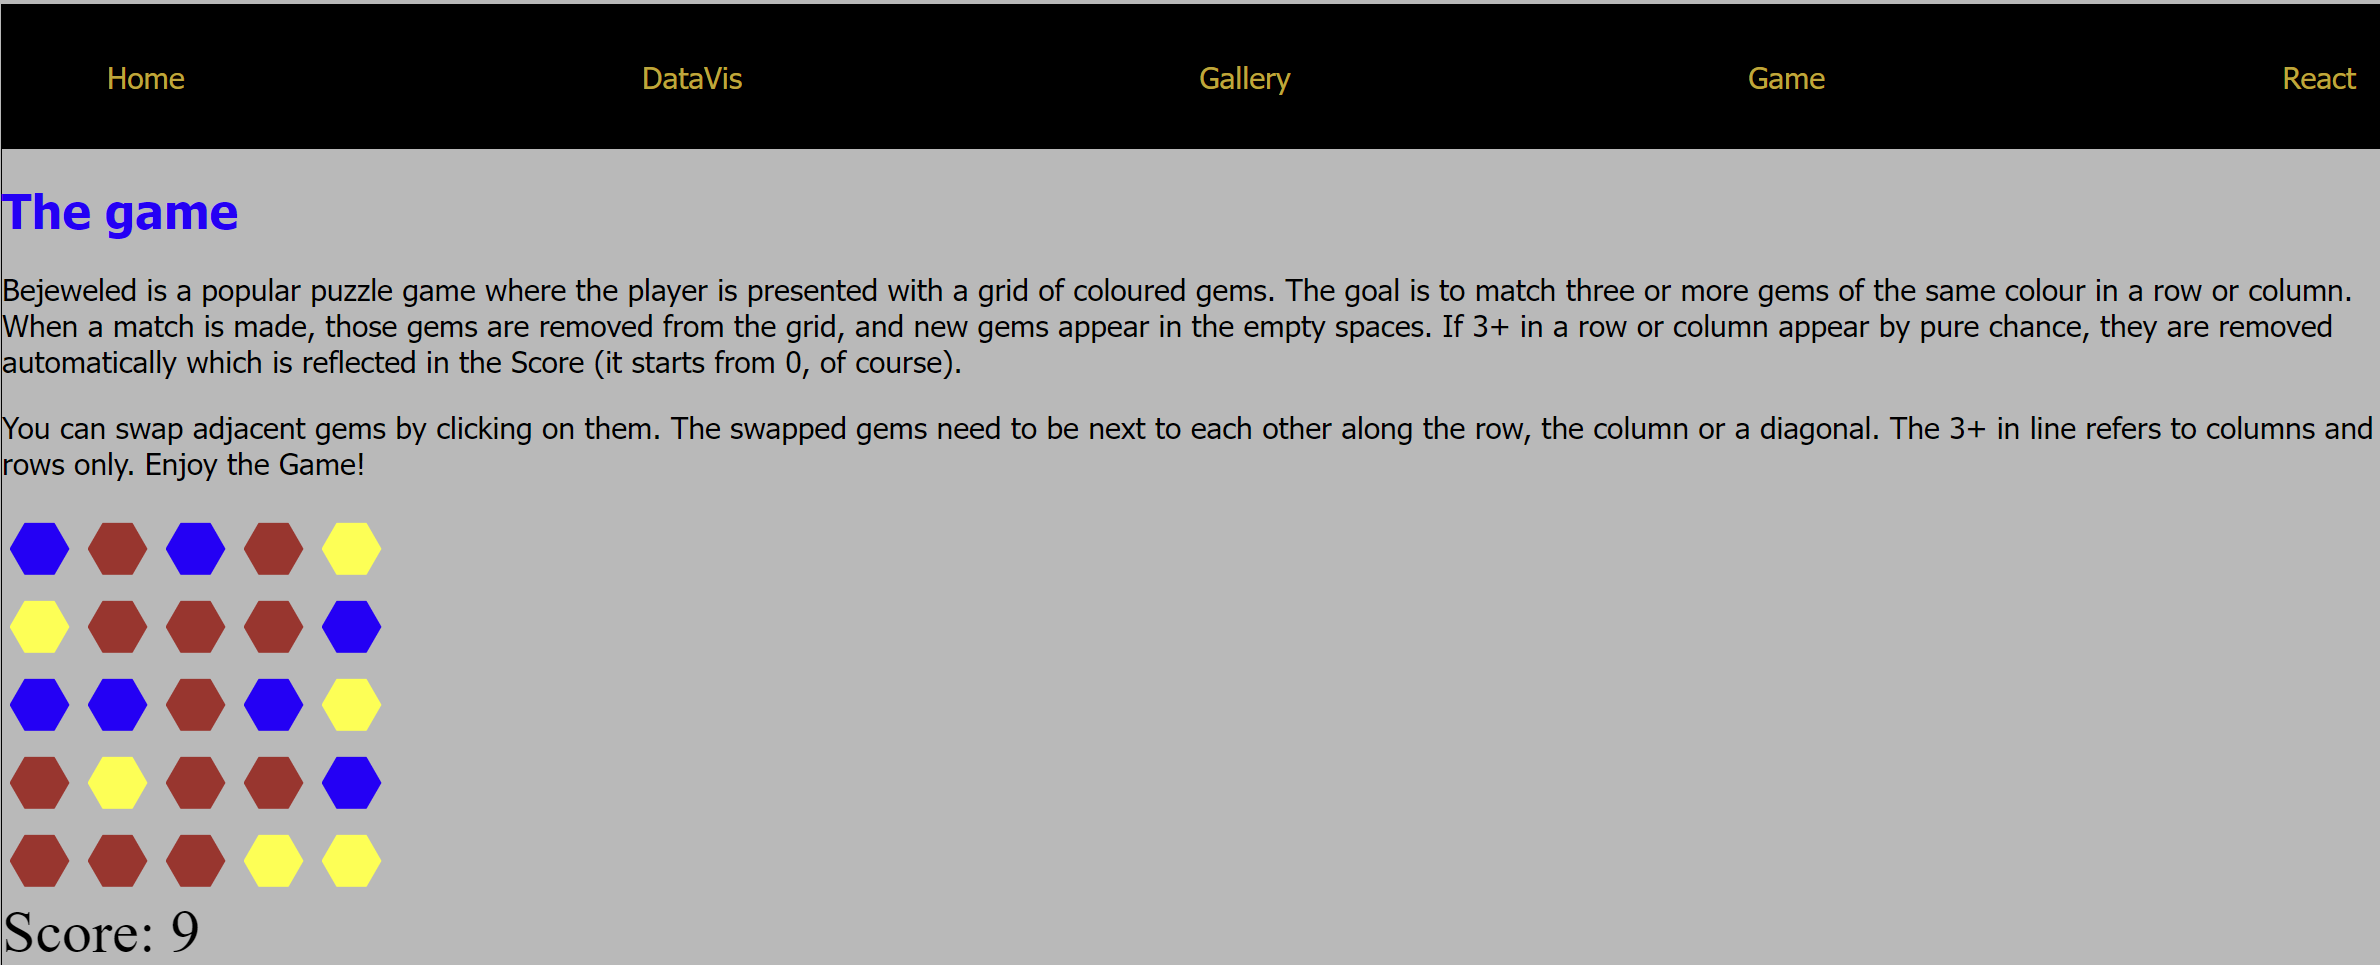 Home DataVis Gallery Game React
The game
Bejeweled is a popular puzzle game where the player is presented with a grid of coloured gems. The goal is to match three or more gems of the same colour in a row or column.
When a match is made, those gems are removed from the grid, and new gems appear in the empty spaces. If 3+ in a row or column appear by pure chance, they are removed
automatically which is reflected in the Score (it starts from 0, of course).
You can swap adjacent gems by clicking on them. The swapped gems need to be next to each other along the row, the column or a diagonal. The 3+ in line refers to columns and
rows only. Enjoy the Game!
Score: 9